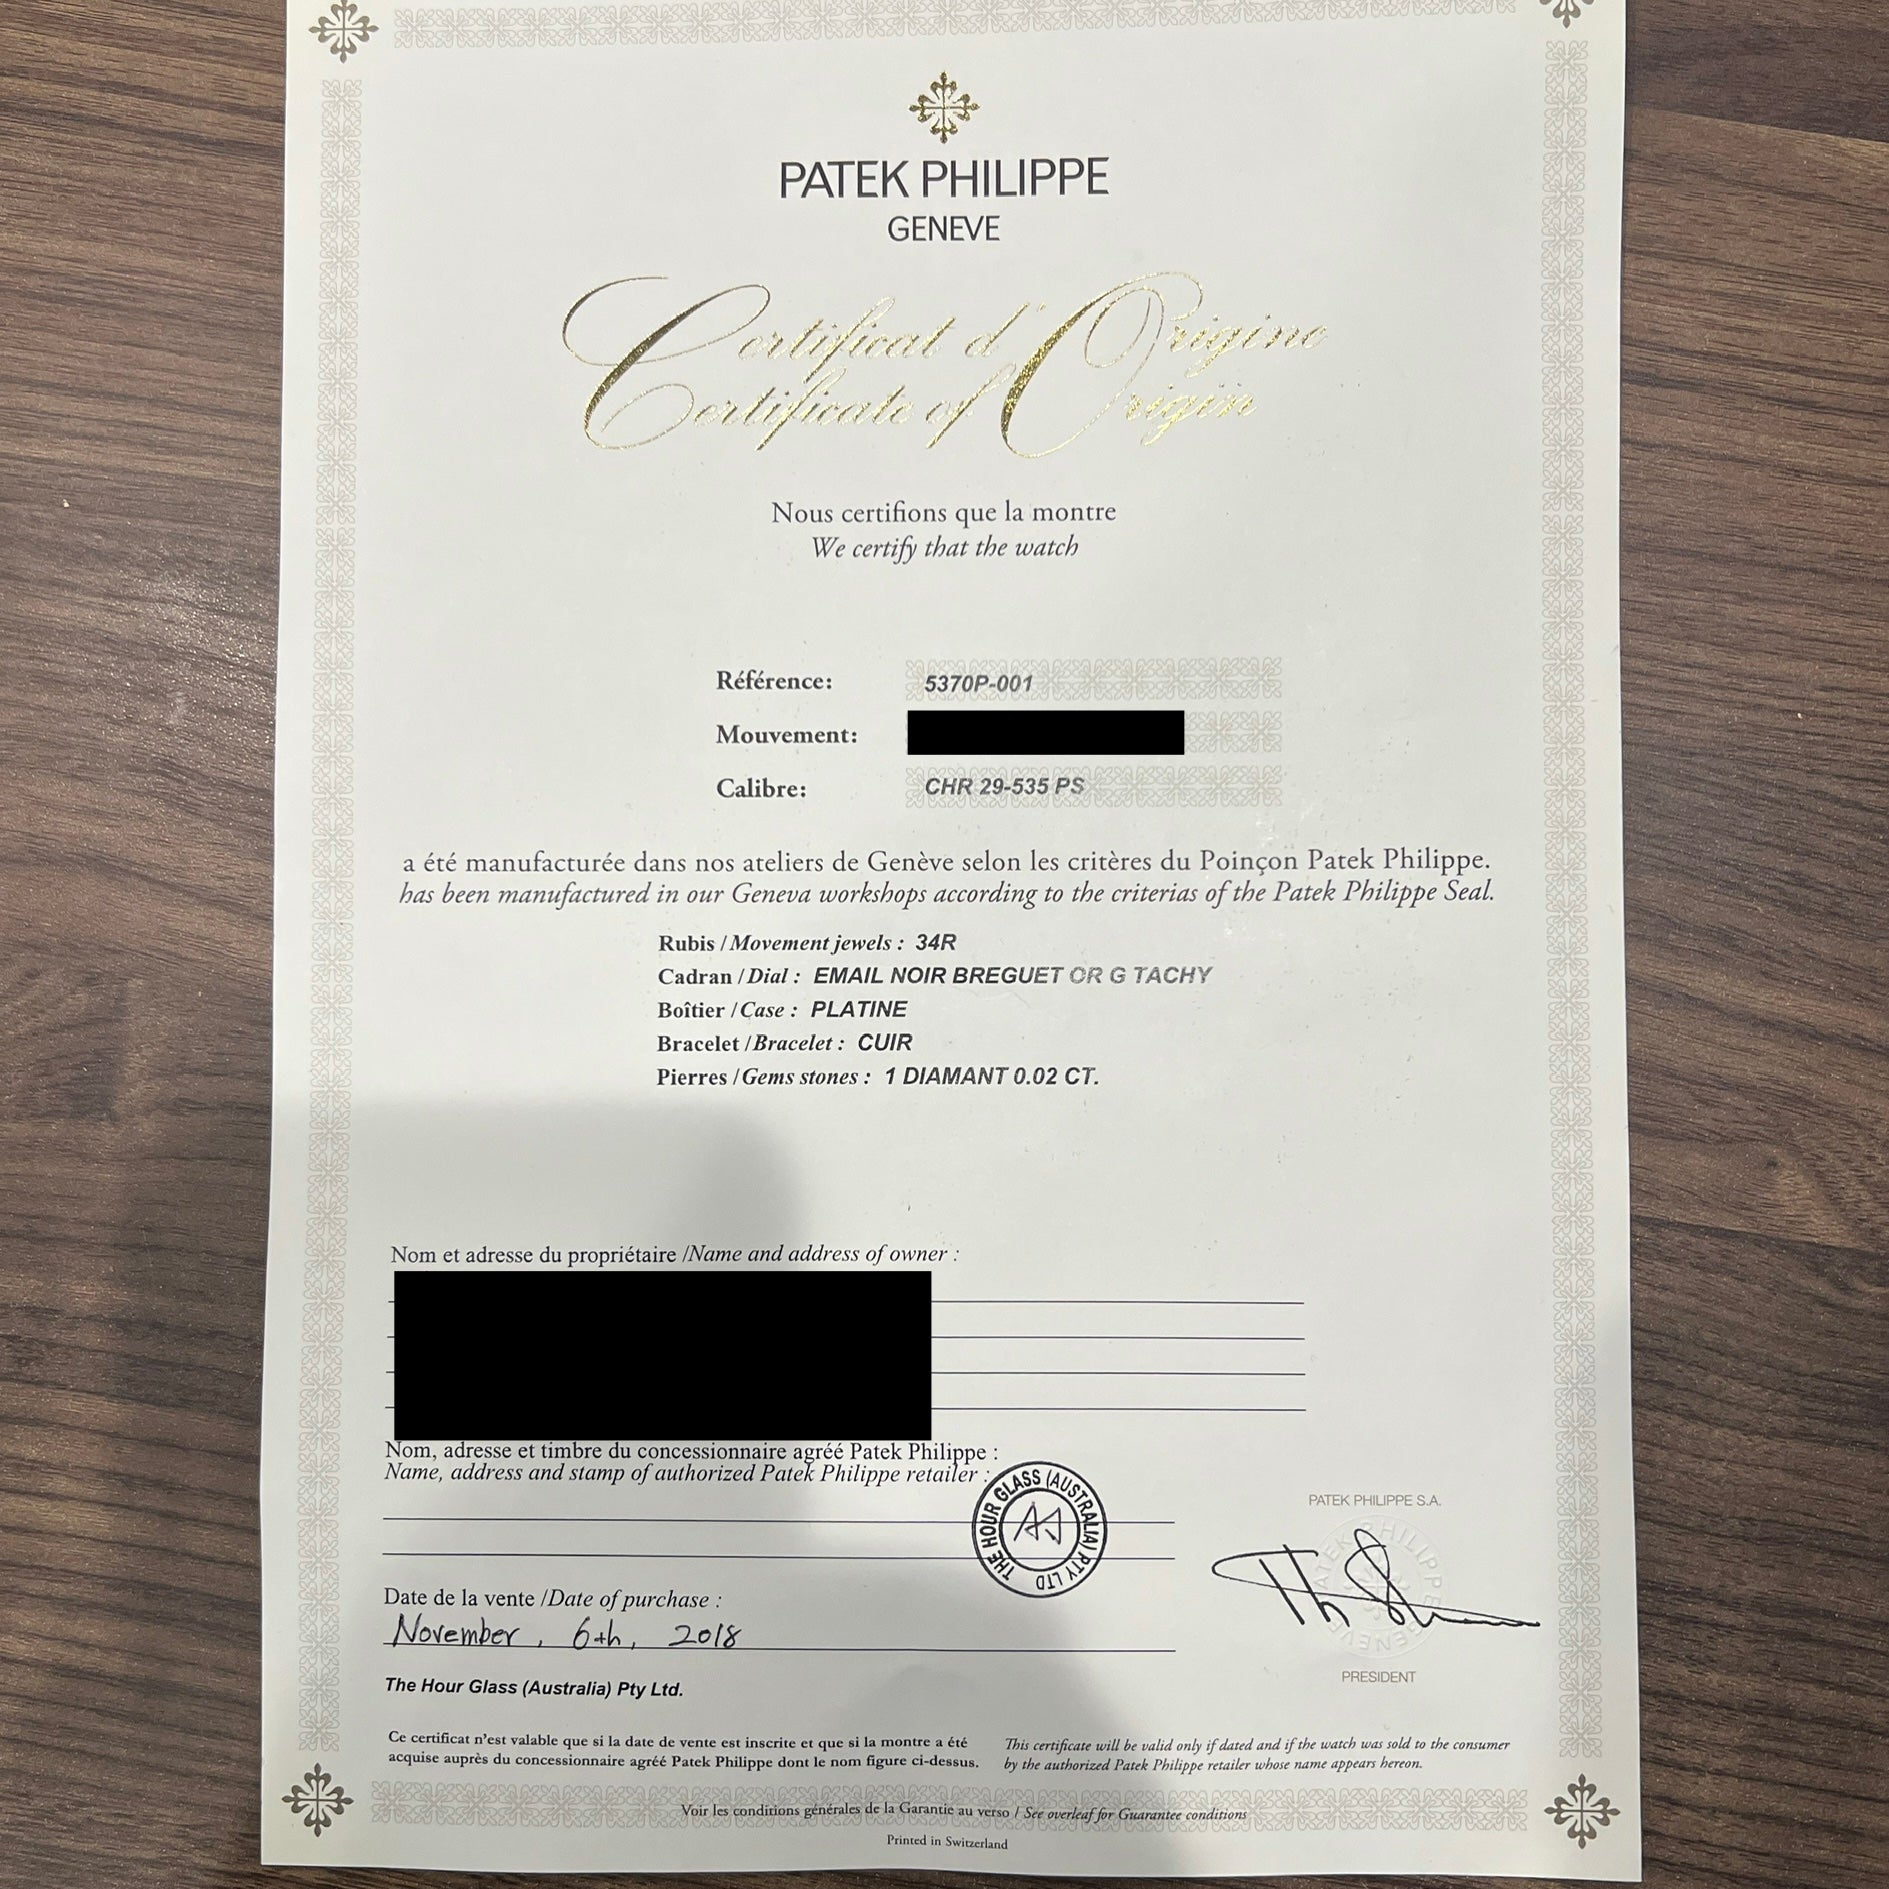 PATEK PHILIPPE
GENEVE
Certificat d'Origine
Certificate of Origin
Nous certifions que la montre
We certify that the watch
Référence: 5370P-001
Mouvement:
Calibre: CHR 29-535 PS
a été manufacturée dans nos ateliers de Genève selon les critères du Poinçon Patek Philippe.
has been manufactured in our Geneva workshops according to the criterias of the Patek Philippe Seal.
Rubis / Movement jewels : 34R
Cadran / Dial : EMAIL NOIR BREGUET OR G TACHY
Boîtier / Case : PLATINE
Bracelet / Bracelet : CUIR
Pierres / Gems stones : 1 DIAMANT 0.02 CT.
Nom et adresse du propriétaire /Name and address of owner :
Nom, adresse et timbre du concessionnaire agréé Patek Philippe :
Name, address and stamp of authorized Patek Philippe retailer :
THE HOUR GLASS (AUSTRALIA) PTY LTD
PATEK PHILIPPE S.A.
PATEK PHILIPPE GENEVE
PRESIDENT
Date de la vente /Date of purchase :
November, 6th, 2018
The Hour Glass (Australia) Pty Ltd.
Ce certificat n'est valable que si la date de vente est inscrite et que si la montre a été
acquise auprès du concessionnaire agréé Patek Philippe dont le nom figure ci-dessus.
This certificate will be valid only if dated and if the watch was sold to the consumer
by the authorized Patek Philippe retailer whose name appears hereon.
Voir les conditions générales de la Garantie au verso / See overleaf for Guarantee conditions
Printed in Switzerland